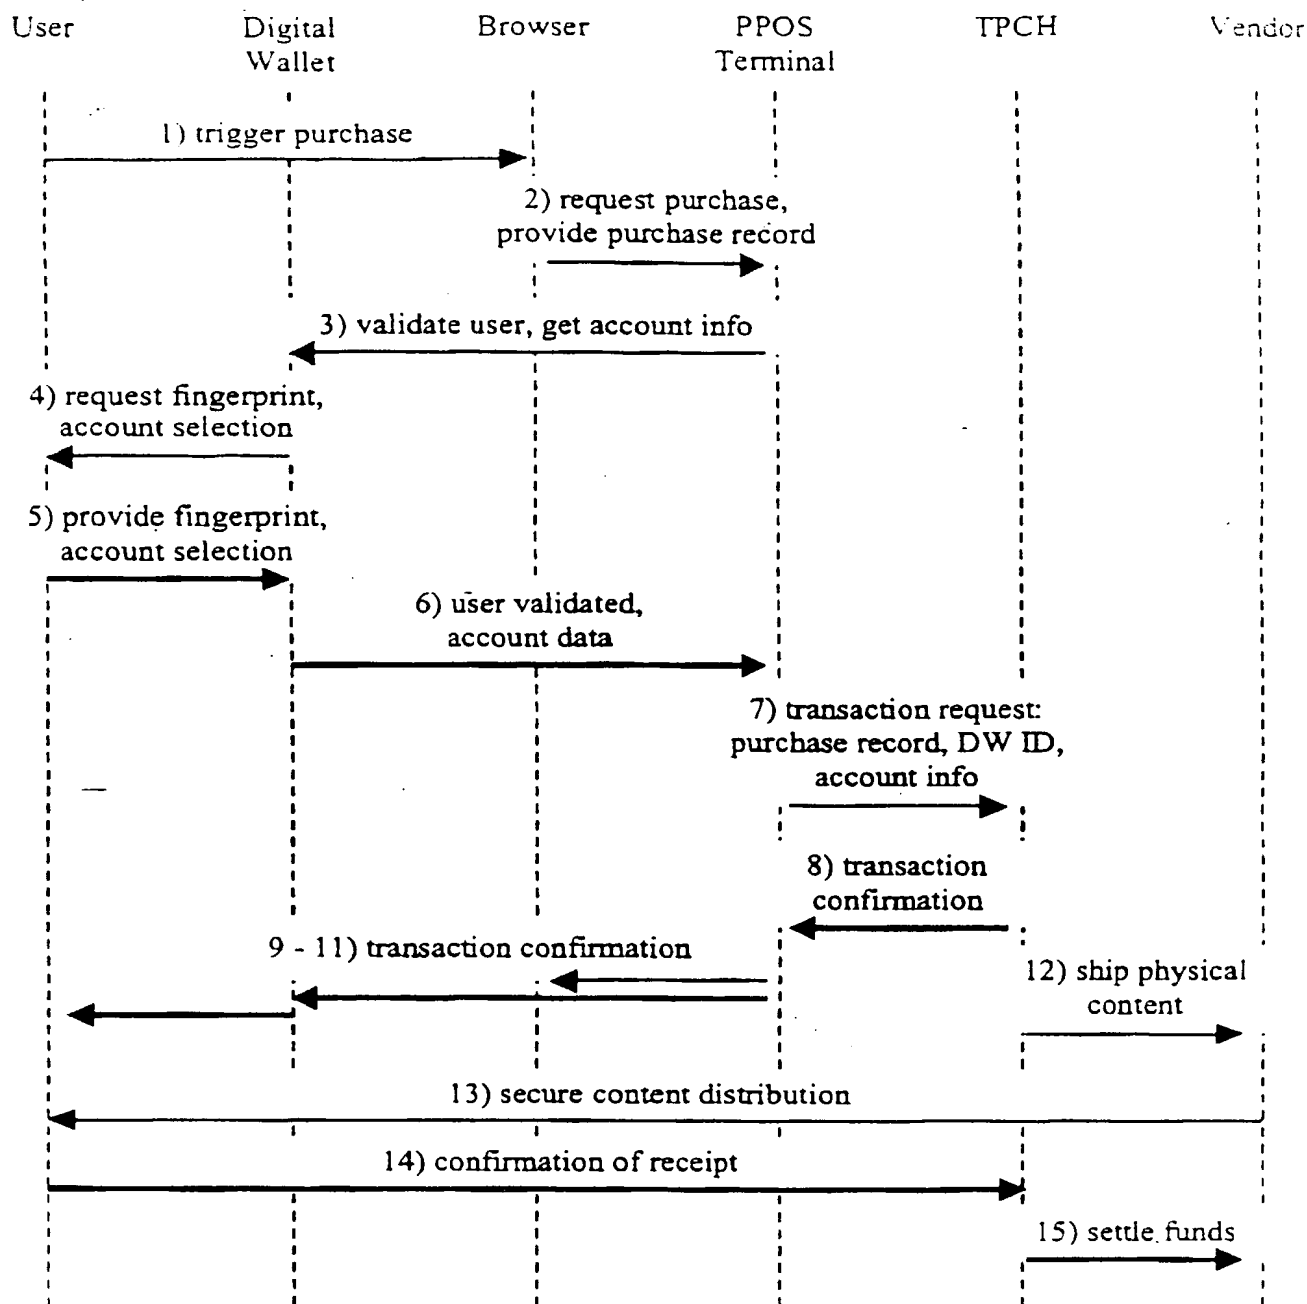 User Digital Browser PPOS TPCH Vendor
Wallet Terminal
1) trigger purchase
2) request purchase,
provide purchase record
3) validate user, get account info
4) request fingerprint,
account selection
5) provide fingerprint,
account selection
6) user validated,
account data
7) transaction request:
purchase record, DW ID,
account info
8) transaction
confirmation
9 - 11) transaction confirmation
12) ship physical
content
13) secure content distribution
14) confirmation of receipt
15) settle funds